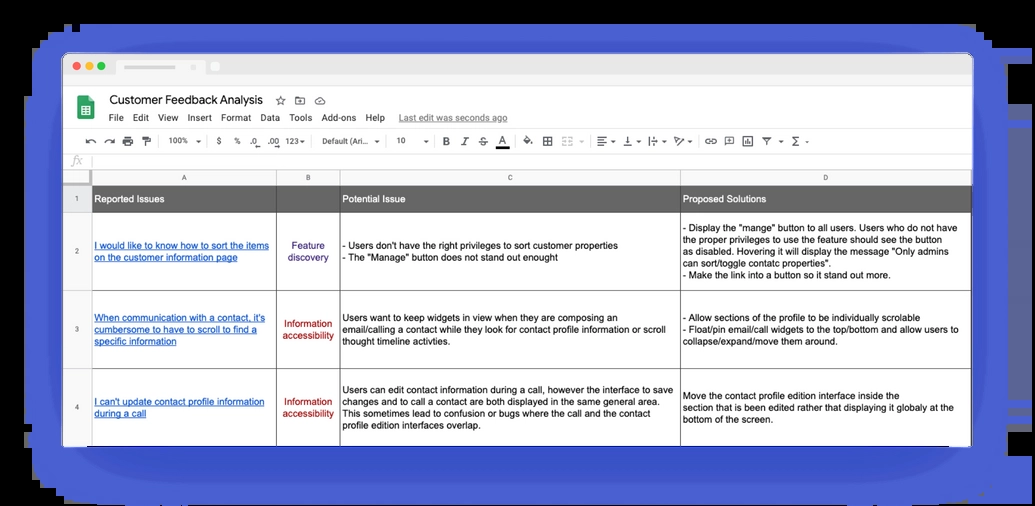 Customer Feedback Analysis
File Edit View Insert Format Data Tools Add-ons Help Last edit was seconds ago
100% $ % .0 .00 123 Default (Ari... 10 B I S A
fx
A B C D
1 Reported Issues Potential Issue Proposed Solutions
2
I would like to know how to sort the items
on the customer information page
Feature
discovery
- Users don't have the right privileges to sort customer properties
- The "Manage" button does not stand out enought
- Display the "mange" button to all users. Users who do not have
the proper privileges to use the feature should see the button
as disabled. Hovering it will display the message "Only admins
can sort/toggle contatc properties".
- Make the link into a button so it stand out more.
3
When communication with a contact, it's
cumbersome to have to scroll to find a
specific information
Information
accessibility
Users want to keep widgets in view when they are composing an
email/calling a contact while they look for contact profile information or scroll
thought timeline activties.
- Allow sections of the profile to be individually scrolable
- Float/pin email/call widgets to the top/bottom and allow users to
collapse/expand/move them around.
4
I can't update contact profile information
during a call
Information
accessibility
Users can edit contact information during a call, however the interface to save
changes and to call a contact are both displayed in the same general area.
This sometimes lead to confusion or bugs where the call and the contact
profile edition interfaces overlap.
Move the contact profile edition interface inside the
section that is been edited rather that displaying it globaly at the
bottom of the screen.